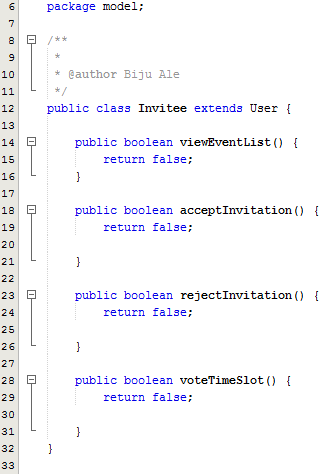 6 package model;
7
8 /**
9 *
10 * @author Biju Ale
11 */
12 public class Invitee extends User {
13
14 public boolean viewEventList() {
15 return false;
16 }
17
18 public boolean acceptInvitation() {
19 return false;
20
21 }
22
23 public boolean rejectInvitation() {
24 return false;
25
26 }
27
28 public boolean voteTimeSlot() {
29 return false;
30
31 }
32 }
33